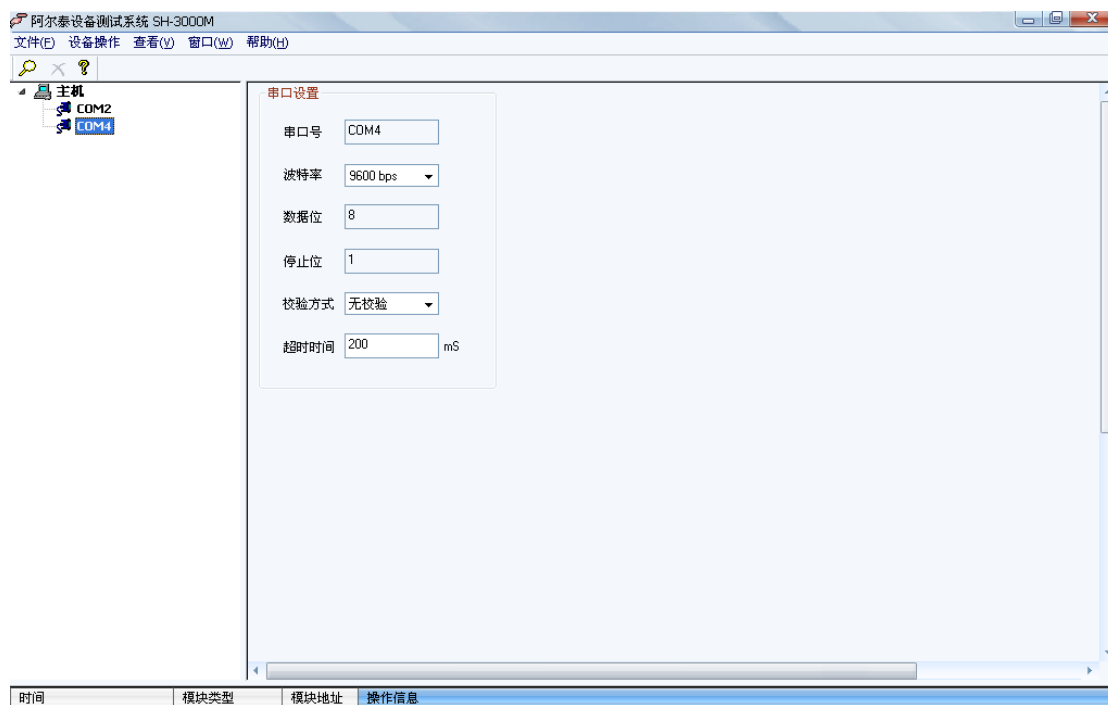 阿尔泰设备测试系统 SH-3000M
文件(F) 设备操作 查看(V) 窗口(W) 帮助(H)
主机
COM2
COM4
串口设置
串口号 COM4
波特率 9600 bps
数据位 8
停止位 1
校验方式 无校验
超时时间 200 mS
时间 模块类型 模块地址 操作信息